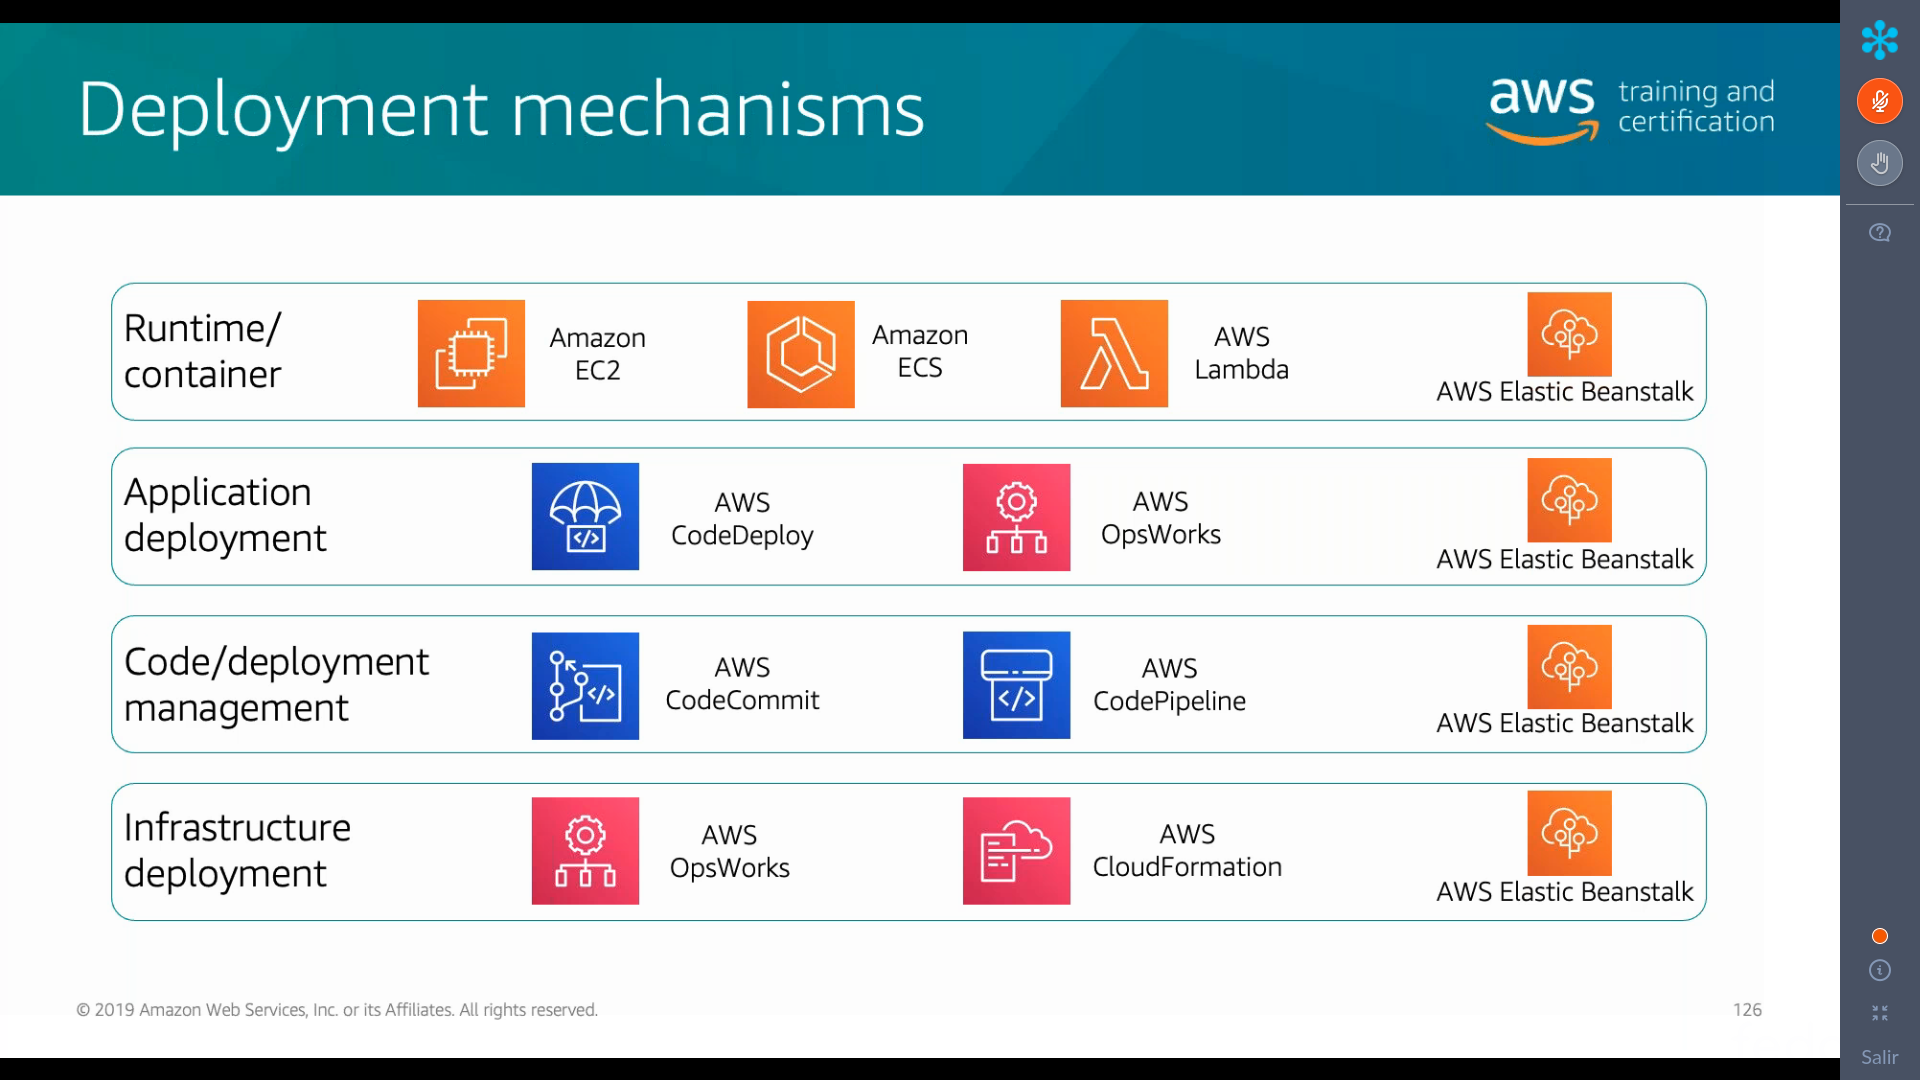 Deployment mechanisms
aws training and
certification
Runtime/
container
Amazon
EC2
Amazon
ECS
AWS
Lambda
AWS Elastic Beanstalk
Application
deployment
</>
AWS
CodeDeploy
AWS
OpsWorks
AWS Elastic Beanstalk
Code/deployment
management
</>
AWS
CodeCommit
</>
AWS
CodePipeline
AWS Elastic Beanstalk
Infrastructure
deployment
AWS
OpsWorks
AWS
CloudFormation
AWS Elastic Beanstalk
© 2019 Amazon Web Services, Inc. or its Affiliates. All rights reserved.
126
Salir